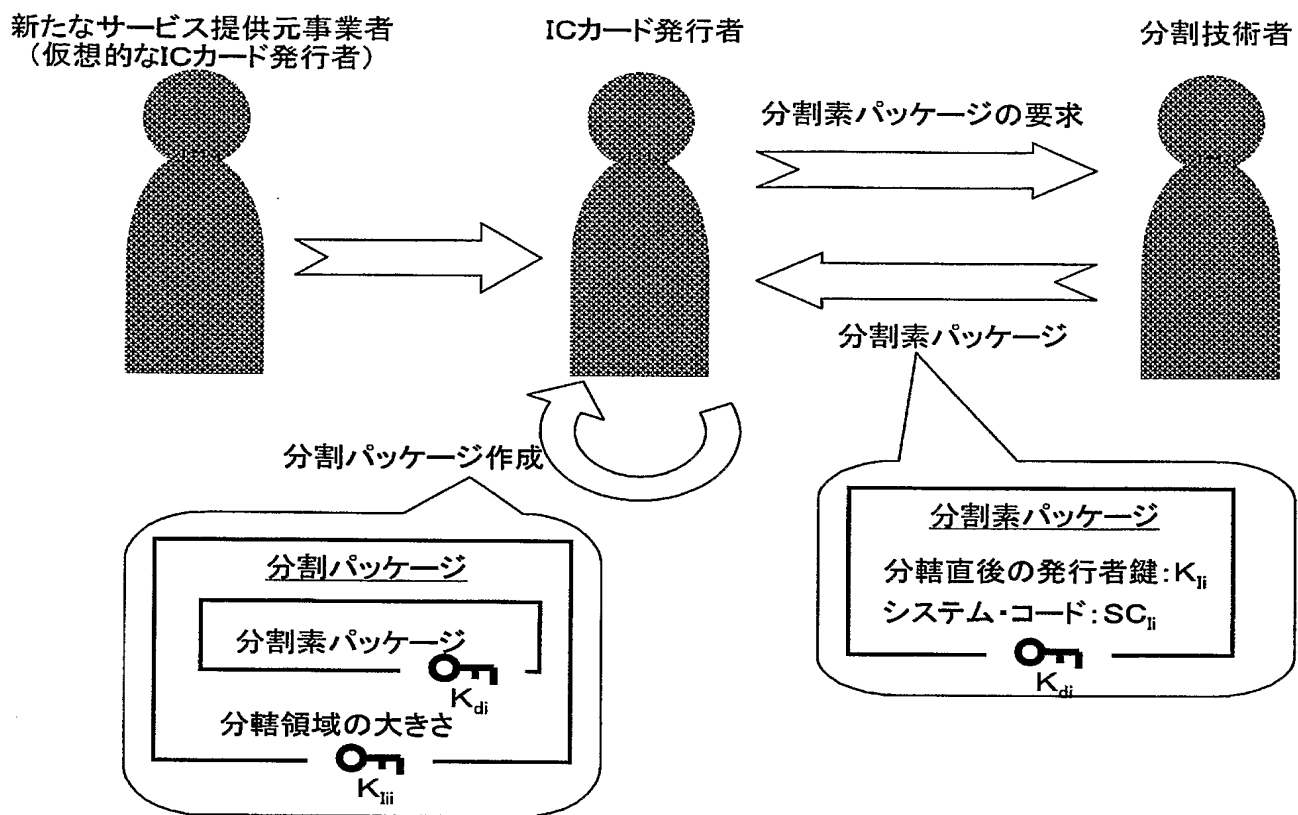 新たなサービス提供元事業者
(仮想的なICカード発行者)
ICカード発行者
分割技術者
分割素パッケージの要求
分割素パッケージ
分割パッケージ作成
分割パッケージ
分割素パッケージ
Kdi
分轄領域の大きさ
KIii
分割素パッケージ
分轄直後の発行者鍵:KIi
システム・コード:SCIi
Kdi